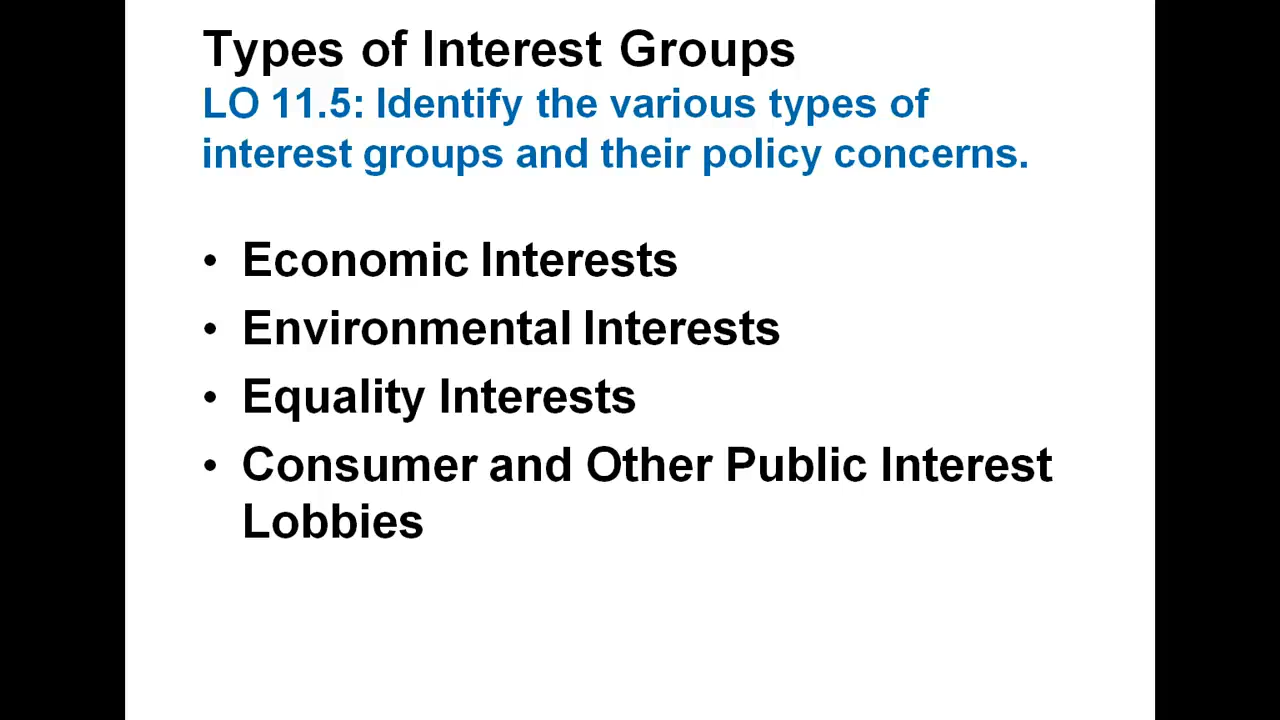 Types of Interest Groups
LO 11.5: Identify the various types of
interest groups and their policy concerns.
• Economic Interests
• Environmental Interests
• Equality Interests
• Consumer and Other Public Interest
Lobbies